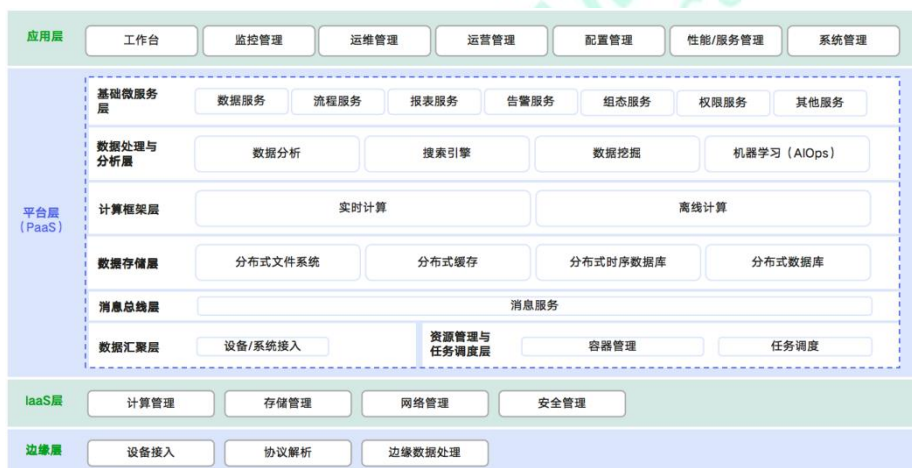 应用层
工作台 监控管理 运维管理 运营管理 配置管理 性能/服务管理 系统管理
平台层
(PaaS)
基础微服务
层
数据服务 流程服务 报表服务 告警服务 组态服务 权限服务 其他服务
数据处理与
分析层
数据分析 搜索引擎 数据挖掘 机器学习（AIOps）
计算框架层
实时计算 离线计算
数据存储层
分布式文件系统 分布式缓存 分布式时序数据库 分布式数据库
消息总线层
消息服务
数据汇聚层
设备/系统接入
资源管理与
任务调度层
容器管理 任务调度
IaaS层
计算管理 存储管理 网络管理 安全管理
边缘层
设备接入 协议解析 边缘数据处理